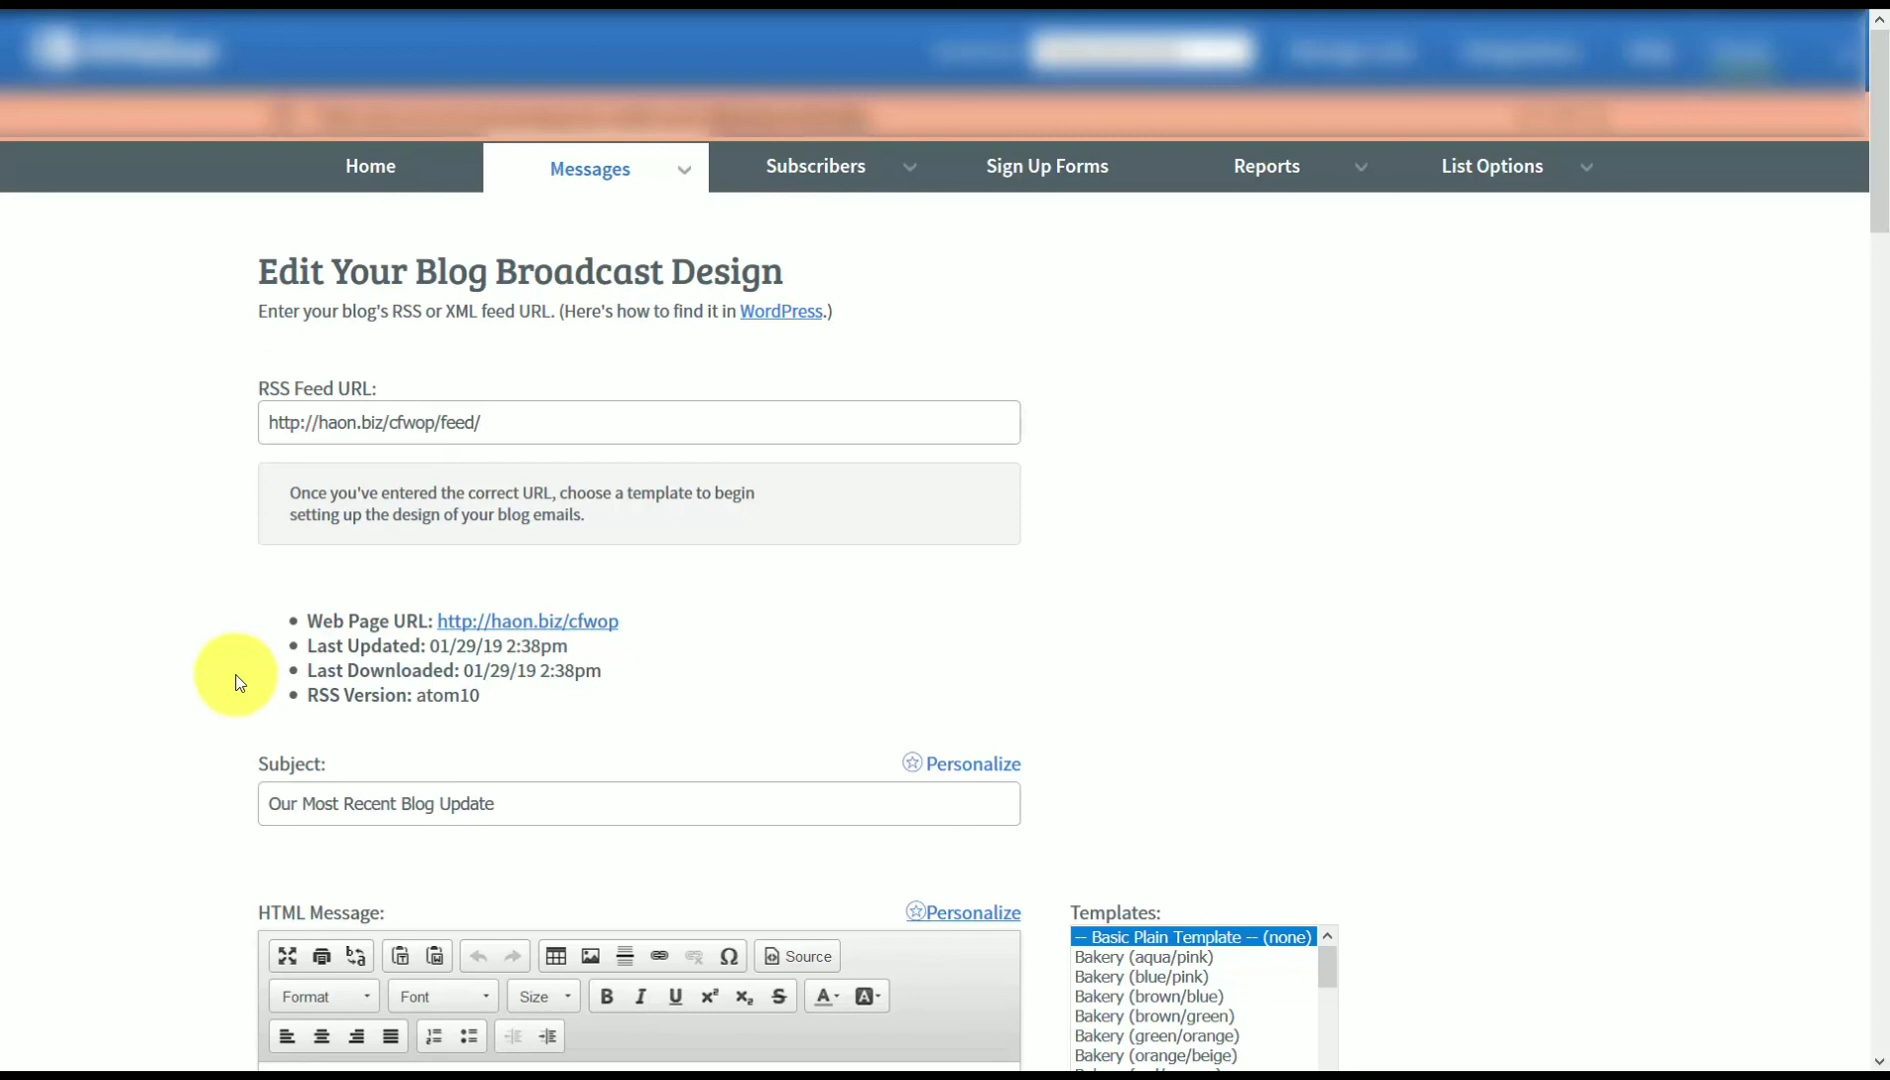 Home Messages Subscribers Sign Up Forms Reports List Options
Edit Your Blog Broadcast Design
Enter your blog's RSS or XML feed URL. (Here's how to find it in WordPress.)
RSS Feed URL:
http://haon.biz/cfwop/feed/
Once you've entered the correct URL, choose a template to begin
setting up the design of your blog emails.
Web Page URL: http://haon.biz/cfwop
Last Updated: 01/29/19 2:38pm
Last Downloaded: 01/29/19 2:38pm
RSS Version: atom10
Subject: Personalize
Our Most Recent Blog Update
HTML Message: Personalize
Source
Format Font Size B I U x² x₂ S A A
Templates:
-- Basic Plain Template -- (none)
Bakery (aqua/pink)
Bakery (blue/pink)
Bakery (brown/blue)
Bakery (brown/green)
Bakery (green/orange)
Bakery (orange/beige)